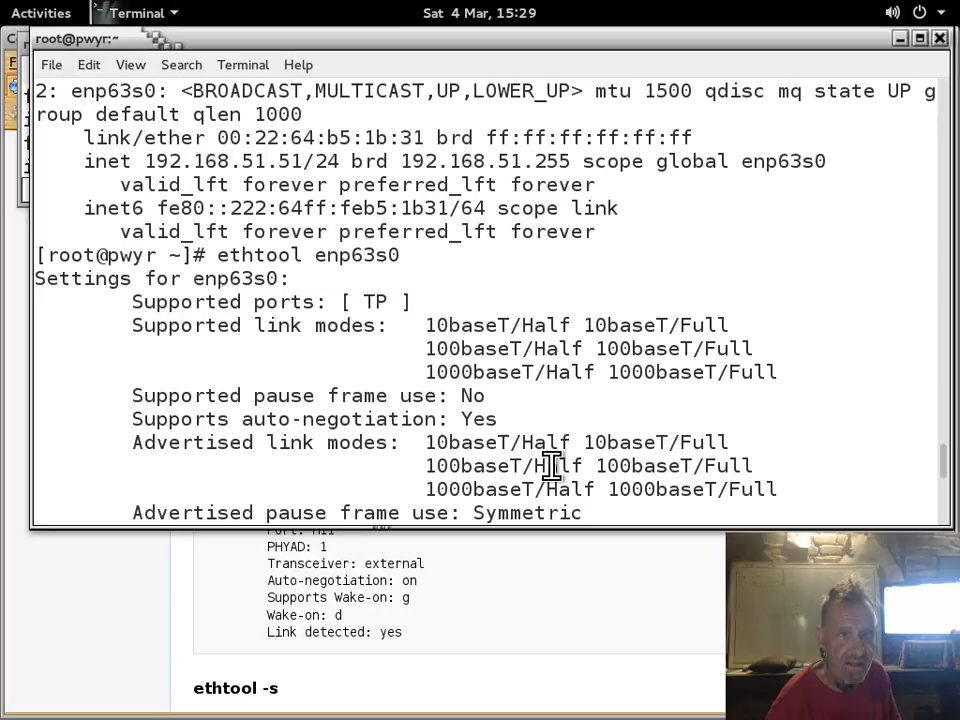 Activities Terminal Sat 4 Mar, 15:29
root@pwyr:~
File Edit View Search Terminal Help
2: enp63s0: <BROADCAST,MULTICAST,UP,LOWER_UP> mtu 1500 qdisc mq state UP g
roup default qlen 1000
link/ether 00:22:64:b5:1b:31 brd ff:ff:ff:ff:ff:ff
inet 192.168.51.51/24 brd 192.168.51.255 scope global enp63s0
valid_lft forever preferred_lft forever
inet6 fe80::222:64ff:feb5:1b31/64 scope link
valid_lft forever preferred_lft forever
[root@pwyr ~]# ethtool enp63s0
Settings for enp63s0:
Supported ports: [ TP ]
Supported link modes: 10baseT/Half 10baseT/Full
100baseT/Half 100baseT/Full
1000baseT/Half 1000baseT/Full
Supported pause frame use: No
Supports auto-negotiation: Yes
Advertised link modes: 10baseT/Half 10baseT/Full
100baseT/Half 100baseT/Full
1000baseT/Half 1000baseT/Full
Advertised pause frame use: Symmetric
PHYAD: 1
Transceiver: external
Auto-negotiation: on
Supports Wake-on: g
Wake-on: d
Link detected: yes
ethtool -s